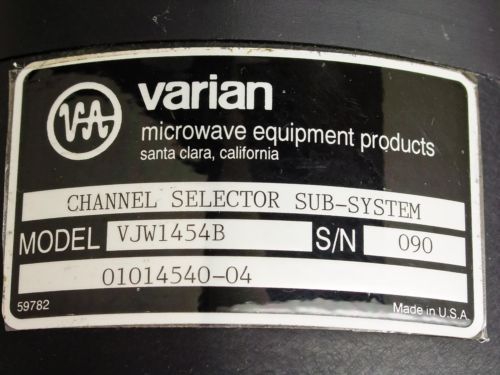 VA varian
microwave equipment products
santa clara, california
CHANNEL SELECTOR SUB-SYSTEM
MODEL VJW1454B S/N 090
01014540-04
59782 Made in U.S.A